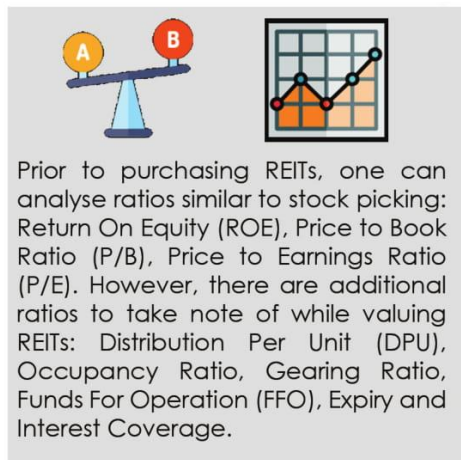 A
B
Prior to purchasing REITs, one can
analyse ratios similar to stock picking:
Return On Equity (ROE), Price to Book
Ratio (P/B), Price to Earnings Ratio
(P/E). However, there are additional
ratios to take note of while valuing
REITs: Distribution Per Unit (DPU),
Occupancy Ratio, Gearing Ratio,
Funds For Operation (FFO), Expiry and
Interest Coverage.